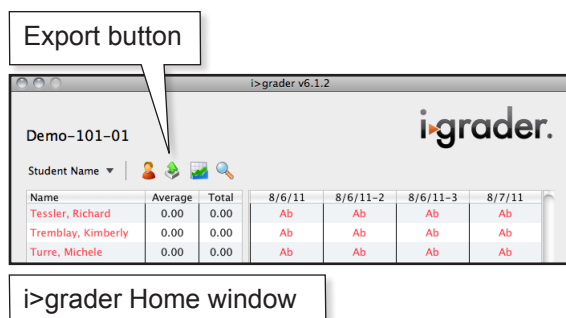 Export button
i>grader v6.1.2
i>grader.
Demo-101-01
Student Name
Name Average Total 8/6/11 8/6/11-2 8/6/11-3 8/7/11
Tessler, Richard 0.00 0.00 Ab Ab Ab Ab
Tremblay, Kimberly 0.00 0.00 Ab Ab Ab Ab
Turre, Michele 0.00 0.00 Ab Ab Ab Ab
i>grader Home window